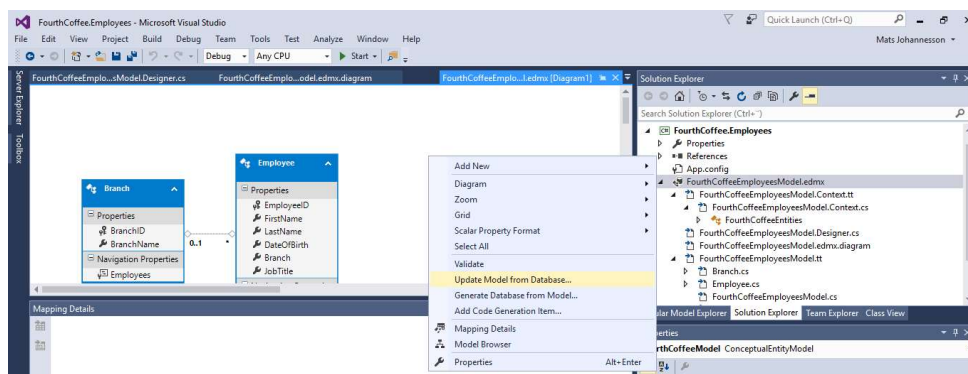 FourthCoffee.Employees - Microsoft Visual Studio
Quick Launch (Ctrl+Q)
File Edit View Project Build Debug Team Tools Test Analyze Window Help
Mats Johannesson
Debug Any CPU Start
Server Explorer
Toolbox
FourthCoffeeEmplo...sModel.Designer.cs FourthCoffeeEmplo...odel.edmx.diagram FourthCoffeeEmplo...l.edmx [Diagram1]
Branch
Properties
BranchID
BranchName
Navigation Properties
Employees
0..1 *
Employee
Properties
EmployeeID
FirstName
LastName
DateOfBirth
Branch
JobTitle
Mapping Details
Add New
Diagram
Zoom
Grid
Scalar Property Format
Select All
Validate
Update Model from Database...
Generate Database from Model...
Add Code Generation Item...
Mapping Details
Model Browser
Properties Alt+Enter
Solution Explorer
Search Solution Explorer (Ctrl+¨)
FourthCoffee.Employees
Properties
References
App.config
FourthCoffeeEmployeesModel.edmx
FourthCoffeeEmployeesModel.Context.tt
FourthCoffeeEmployeesModel.Context.cs
FourthCoffeeEntities
FourthCoffeeEmployeesModel.Designer.cs
FourthCoffeeEmployeesModel.edmx.diagram
FourthCoffeeEmployeesModel.tt
Branch.cs
Employee.cs
FourthCoffeeEmployeesModel.cs
ular Model Explorer Solution Explorer Team Explorer Class View
erties
rthCoffeeModel ConceptualEntityModel